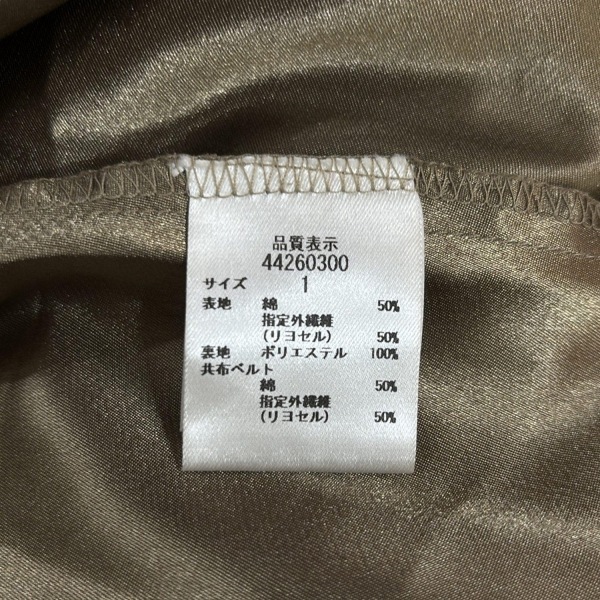 品質表示
44260300
サイズ 1
表地 綿 50%
指定外繊維
(リヨセル) 50%
裏地 ポリエステル 100%
共布ベルト
綿 50%
指定外繊維
(リヨセル) 50%